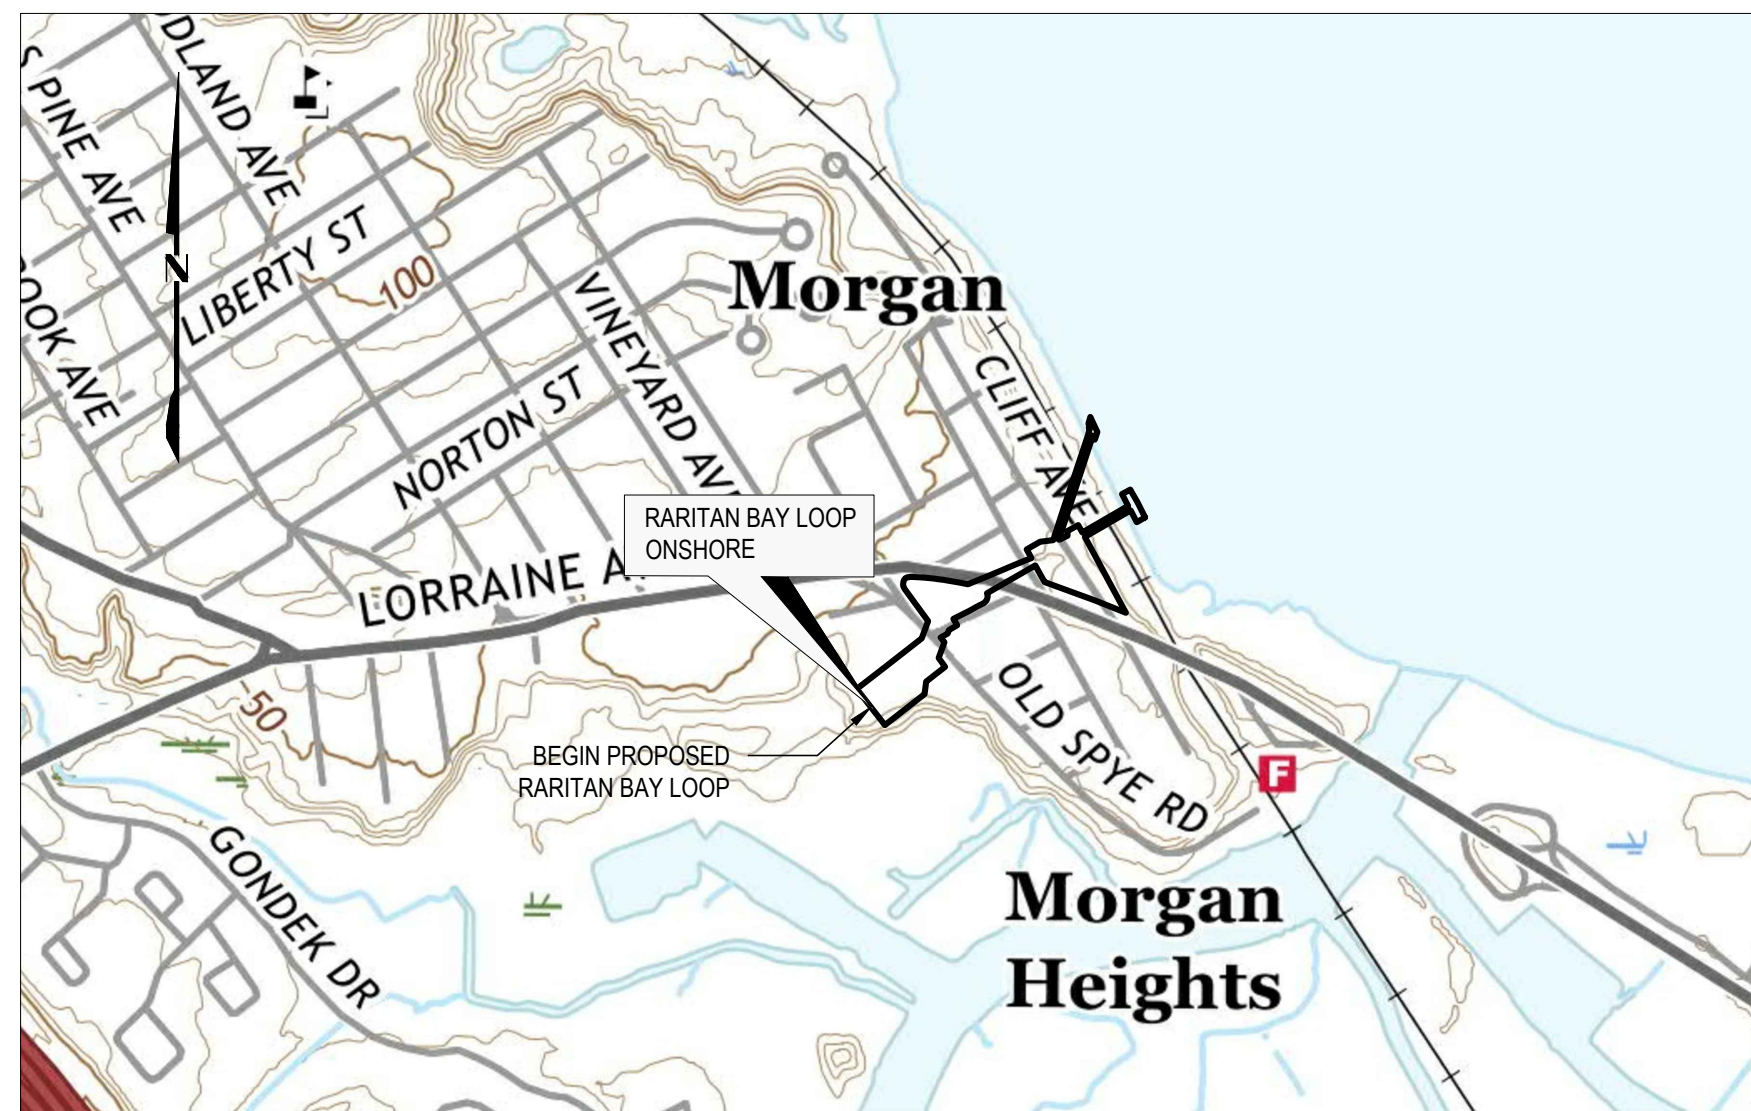 S PINE AVE
DLAND AVE
OOK AVE
N
LIBERTY ST
100
Morgan
VINEYARD AVE
NORTON ST
CLIFF AVE
RARITAN BAY LOOP
ONSHORE
LORRAINE A
50
BEGIN PROPOSED
RARITAN BAY LOOP
OLD SPYE RD
F
GONDEK DR
Morgan
Heights